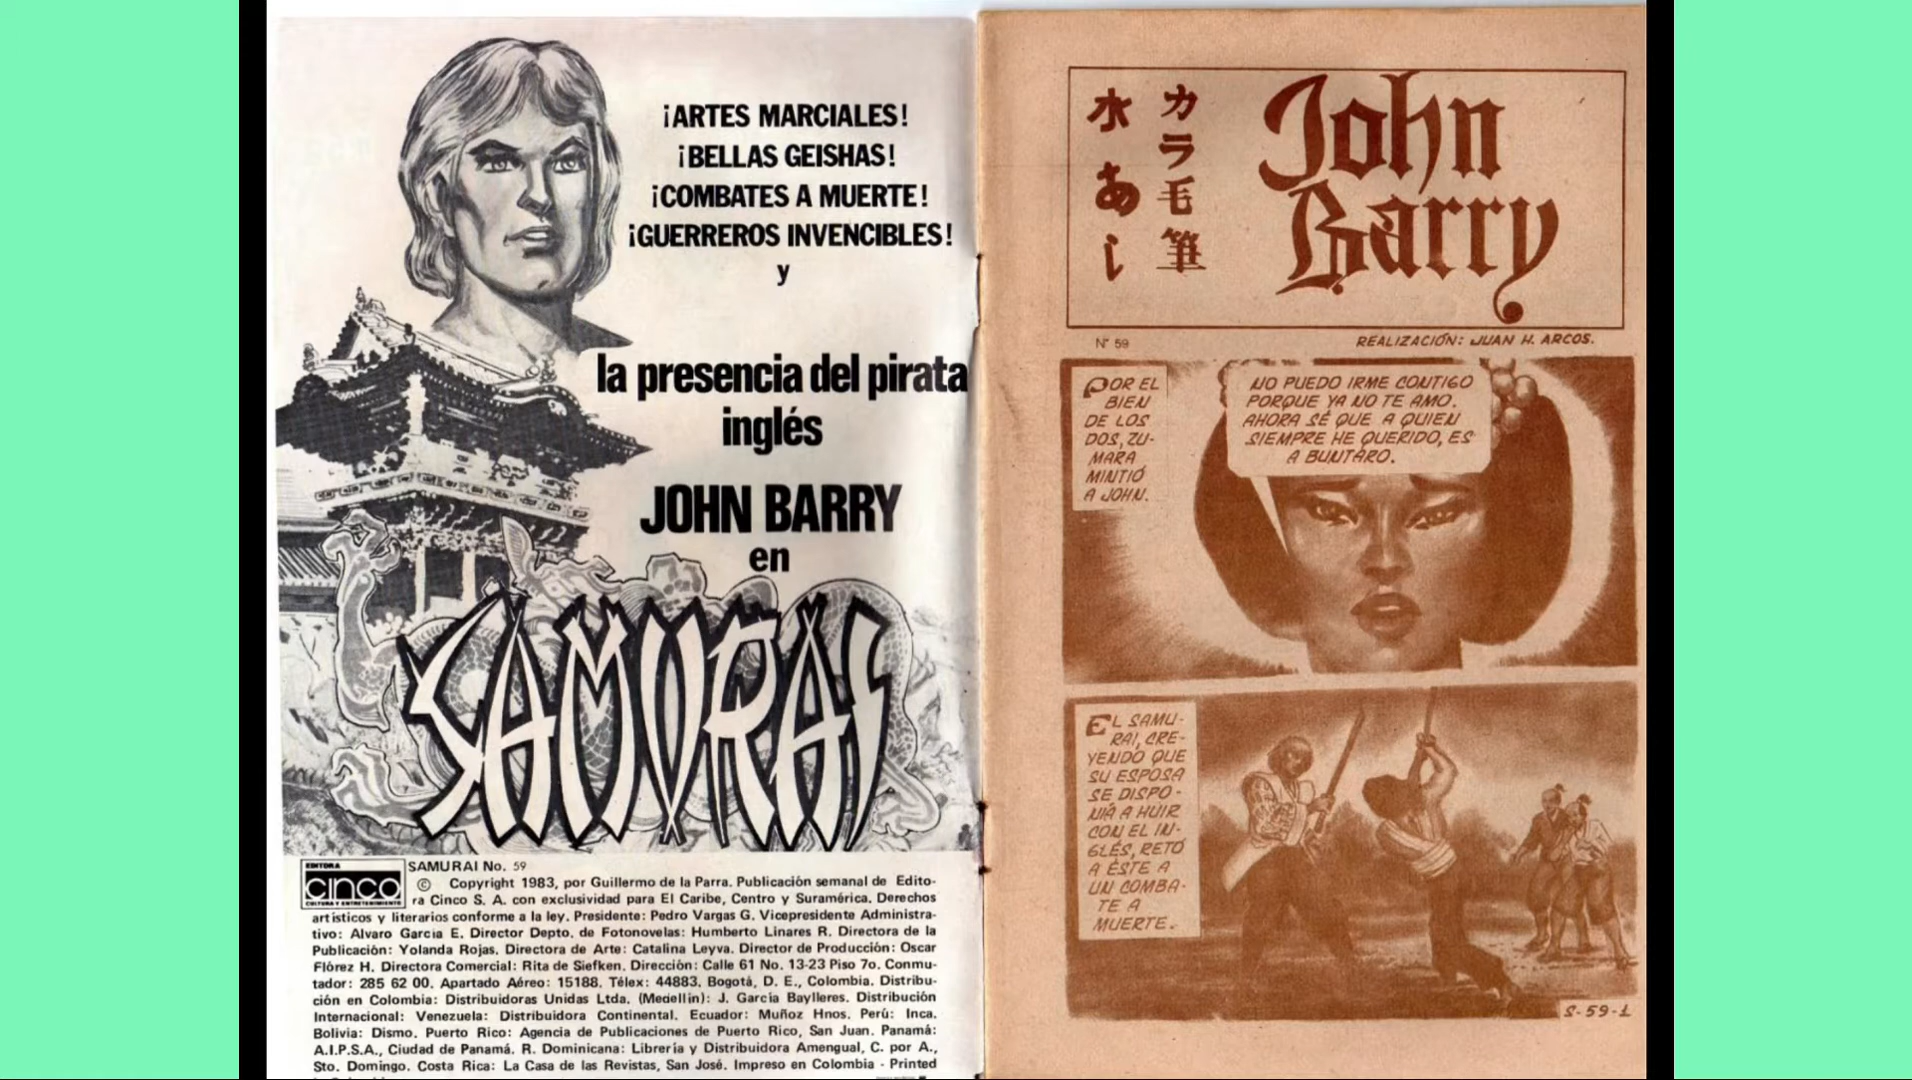 ¡ARTES MARCIALES!
¡BELLAS GEISHAS!
¡COMBATES A MUERTE!
¡GUERREROS INVENCIBLES!
y
la presencia del pirata
inglés
JOHN BARRY
en
SAMURAI
EDITORA
CINCO
CULTURA Y ENTRETENIMIENTO
SAMURAI No. 59
© Copyright 1983, por Guillermo de la Parra. Publicación semanal de Edito-
ra Cinco S. A. con exclusividad para El Caribe, Centro y Suramérica. Derechos
artísticos y literarios conforme a la ley. Presidente: Pedro Vargas G. Vicepresidente Administra-
tivo: Alvaro García E. Director Depto. de Fotonovelas: Humberto Linares R. Directora de la
Publicación: Yolanda Rojas. Directora de Arte: Catalina Leyva. Director de Producción: Oscar
Flórez H. Directora Comercial: Rita de Siefken. Dirección: Calle 61 No. 13-23 Piso 7o. Conmu-
tador: 285 62 00. Apartado Aéreo: 15188. Télex: 44883. Bogotá, D. E., Colombia. Distribu-
ción en Colombia: Distribuidoras Unidas Ltda. (Medellín): J. García Baylleres. Distribución
Internacional: Venezuela: Distribuidora Continental. Ecuador: Muñoz Hnos. Perú: Inca.
Bolivia: Dismo. Puerto Rico: Agencia de Publicaciones de Puerto Rico, San Juan. Panamá:
A.I.P.S.A., Ciudad de Panamá. R. Dominicana: Librería y Distribuidora Amengual, C. por A.,
Sto. Domingo. Costa Rica: La Casa de las Revistas, San José. Impreso en Colombia - Printed
カラ毛筆
水あし
John
Barry
N° 59
REALIZACIÓN: JUAN H. ARCOS.
POR EL
BIEN
DE LOS
DOS, ZU-
MARA
MINTIÓ
A JOHN.
NO PUEDO IRME CONTIGO
PORQUE YA NO TE AMO.
AHORA SÉ QUE A QUIEN
SIEMPRE HE QUERIDO, ES
A BUNTARO.
EL SAMU-
RAI, CRE-
YENDO QUE
SU ESPOSA
SE DISPO-
NÍA A HUIR
CON EL IN-
GLÉS, RETÓ
A ÉSTE A
UN COMBA-
TE A
MUERTE.
S-59-1